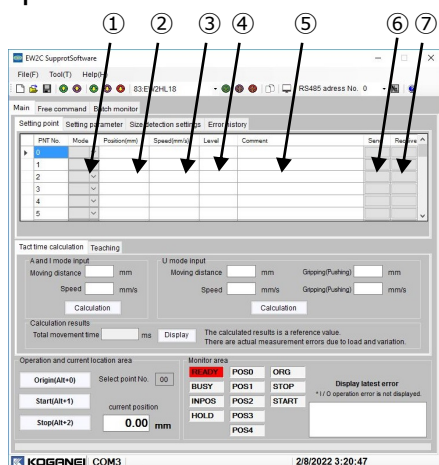 ① ② ③ ④ ⑤ ⑥ ⑦
EW2C SupprotSoftware
File(F) Tool(T) Help(H)
83:EW2HL18 RS485 adress No. 0
Main Free command Batch monitor
Setting point Setting parameter Size detection settings Error history
PNT No. Mode Position(mm) Speed(mm/s) Level Comment Send Receive
0
1
2
3
4
5
Tact time calculation Teaching
A and I mode input U mode input
Moving distance mm Moving distance mm Gripping(Pushing) mm
Speed mm/s Speed mm/s Gripping(Pushing) mm/s
Calculation Calculation
Calculation results
Total movement time ms Display The calculated results is a reference value.
There are actual measurement errors due to load and variation.
Operation and current location area Monitor area
Origin(Alt+0) Select point No. 00 READY POS0 ORG
BUSY POS1 STOP Display latest error
Start(Alt+1) INPOS POS2 START *I/O operation error is not displayed.
current position HOLD POS3
Stop(Alt+2) 0.00 mm POS4
KOGANEI COM3 2/8/2022 3:20:47